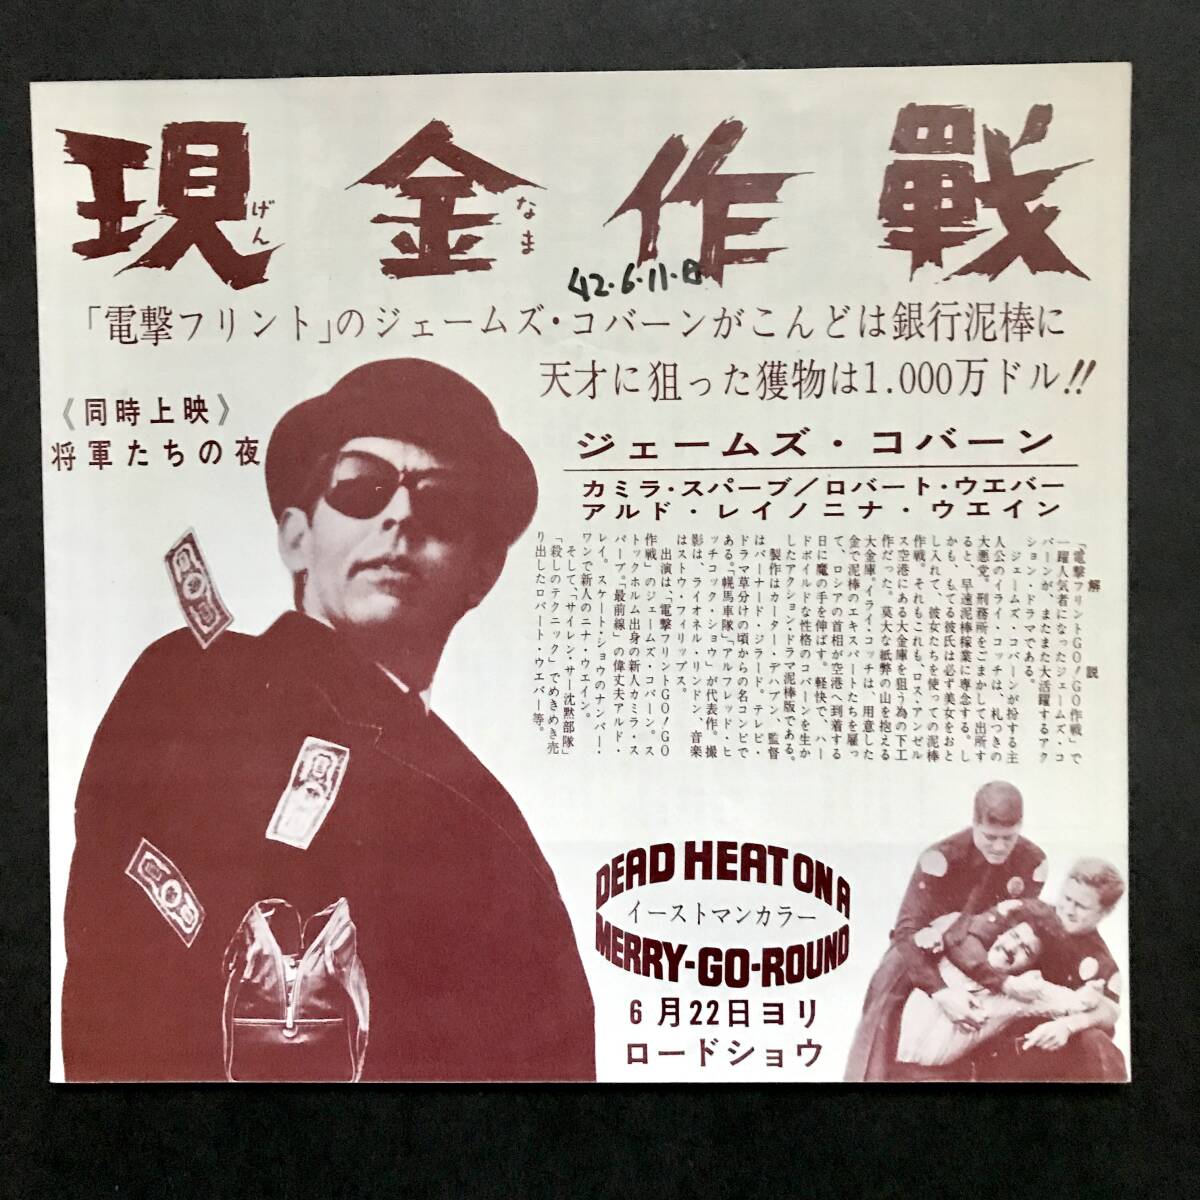 現金作戰
げん
なま
42.6.11.日
「電撃フリント」のジェームズ・コバーンがこんどは銀行泥棒に
天才に狙った獲物は1.000万ドル!!
《同時上映》
将軍たちの夜
ジェームズ・コバーン
カミラ・スパーブ/ロバート・ウエバー
アルド・レイ/ニナ・ウエイン
解説
「電撃フリントGO!GO作戦」で
一躍人気者になったジェームズ・コ
バーンが、またまた大活躍するアク
ション・ドラマである。
ジェームズ・コバーンが扮する主
人公のイライ・コッチは、札つきの
大悪党。刑務所をごまかして出所す
ると、早速泥棒稼業に専念する。し
かも、もてる彼氏は必ず美女をおと
し入れて、彼女たちを使っての泥棒
作戦。それもこれも、ロス・アンゼル
ス空港にある大金庫を狙う為の下工
作だった。莫大な紙弊の山を抱える
大金庫。イライ・コッチは、用意した
金で泥棒のエキスパートたちを雇っ
て、ロシアの首相が空港へ到着する
日に魔の手を伸ばす。軽快で、ハー
ドボイルドな性格のコバーンを生か
したアクション・ドラマ泥棒版である。
製作はカーター・デハブン、監督
はバーナード・ジラード。テレビ・
ドラマ草分けの頃からの名コンビで
ある。「幌馬車隊」「アルフレッド・ヒ
ッチコック・ショウ」が代表作。撮
影は、ライオネル・リンドン、音楽
はストウ・フィリップス。
出演は、「電撃フリントGO!GO
作戦」のジェームズ・コバーン。ス
トックホルム出身の新人カミラ・ス
パーブ。「最前線」の偉丈夫アルド・
レイ。スケート・ショウのナンバー・
ワンで新人のニナ・ウエイン。
そして、「サイレンサー沈黙部隊」
「殺しのテクニック」でめきめき売
り出したロバート・ウエバー等。
DEAD HEAT ON A
イーストマンカラー
MERRY-GO-ROUND
6月22日ヨリ
ロードショウ